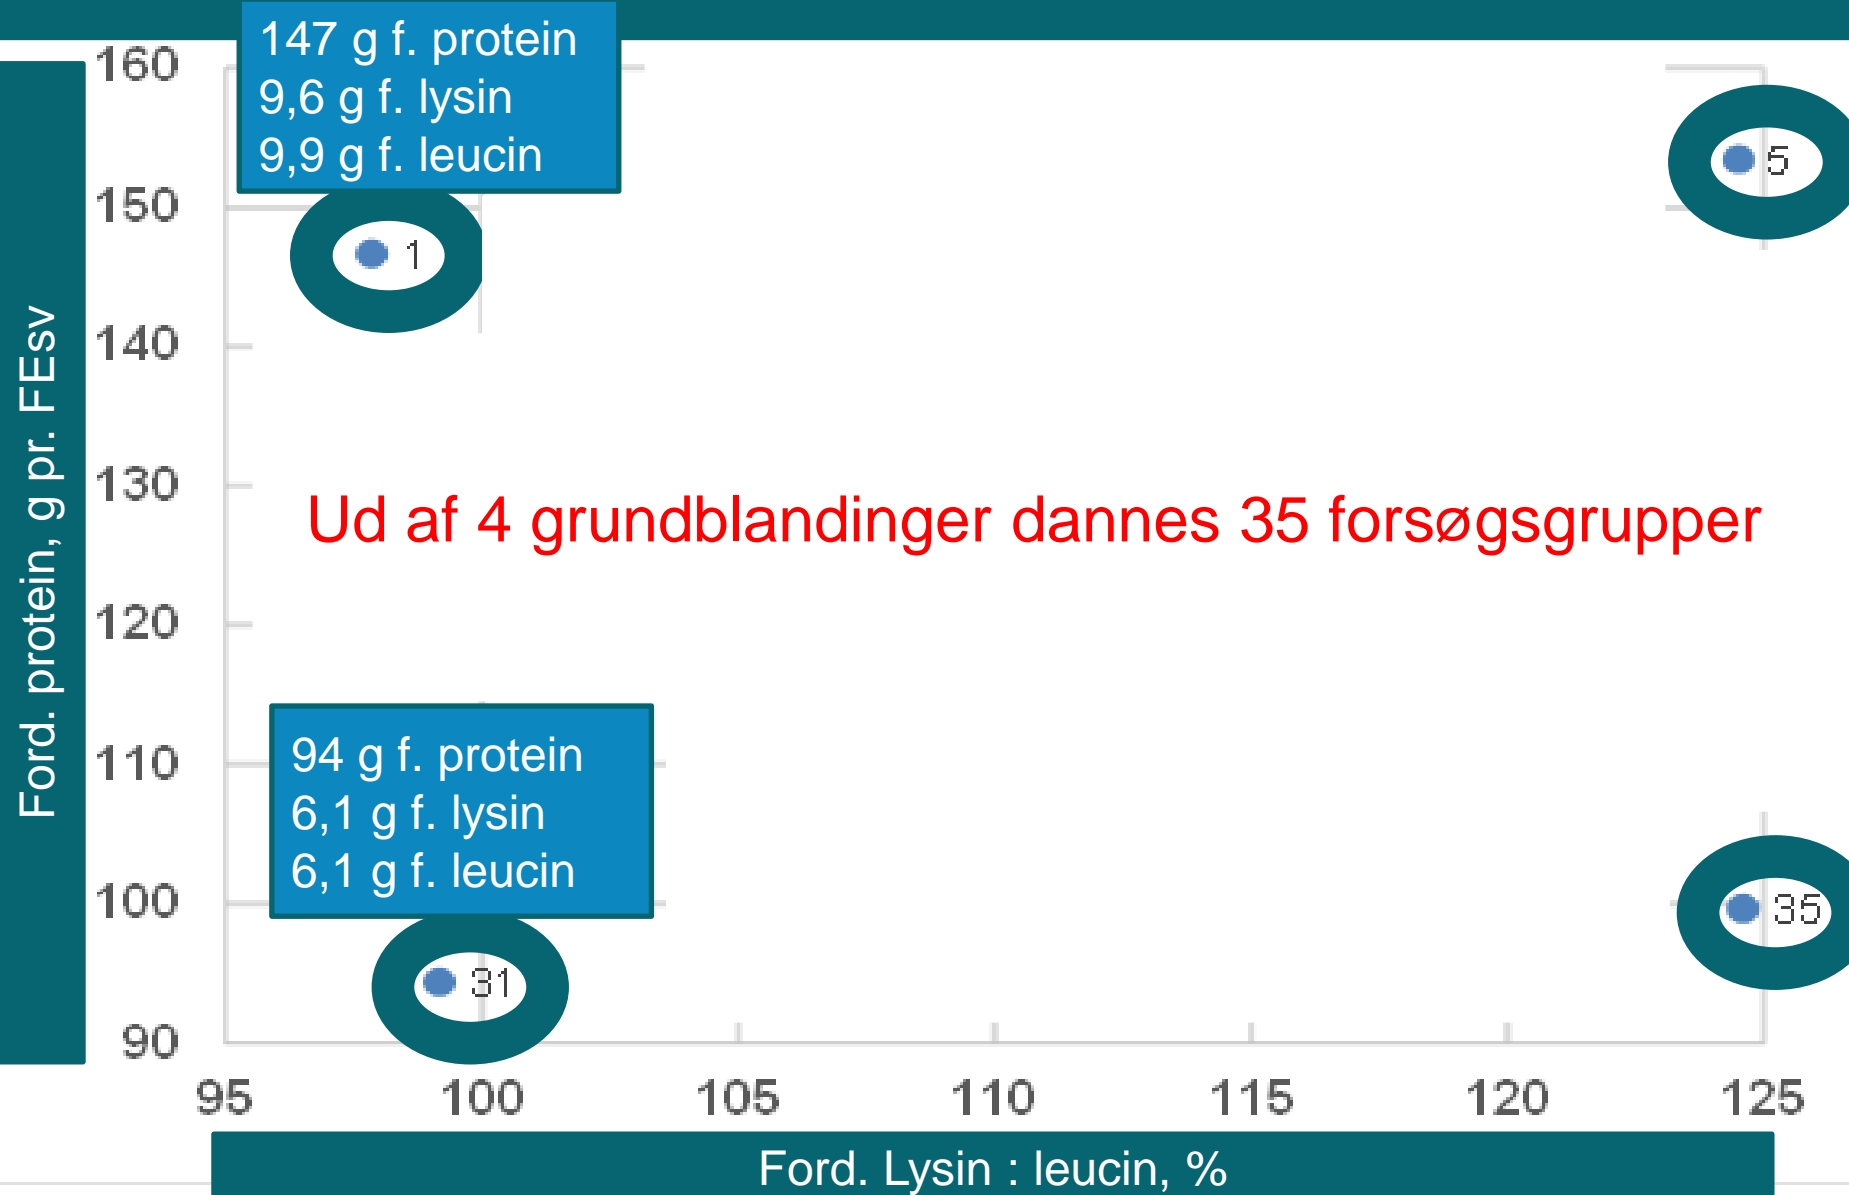 147 g f. protein
9,6 g f. lysin
9,9 g f. leucin
160
150
140
130
120
110
100
90
Ford. protein, g pr. FEsv
1
5
Ud af 4 grundblandinger dannes 35 forsøgsgrupper
94 g f. protein
6,1 g f. lysin
6,1 g f. leucin
31
35
95 100 105 110 115 120 125
Ford. Lysin : leucin, %